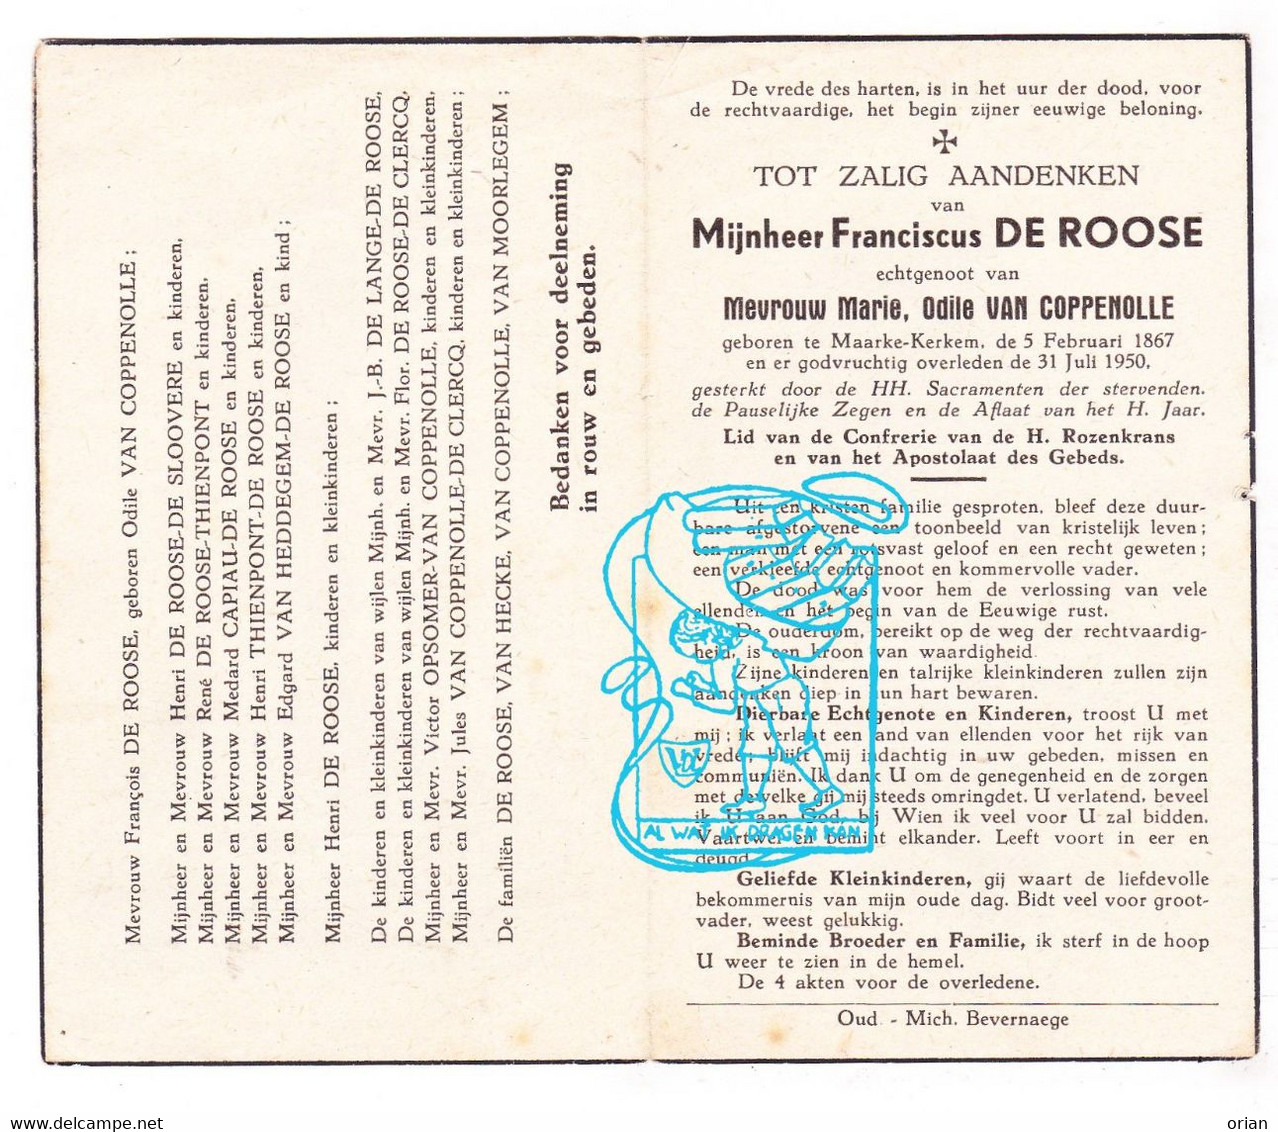 Mevrouw François DE ROOSE, geboren Odile VAN COPPENOLLE;
Mijnheer en Mevrouw Henri DE ROOSE-DE SLOOVERE en kinderen,
Mijnheer en Mevrouw René DE ROOSE-THIENPONT en kinderen,
Mijnheer en Mevrouw Medard CAPIAU-DE ROOSE en kinderen,
Mijnheer en Mevrouw Henri THIENPONT-DE ROOSE en kinderen,
Mijnheer en Mevrouw Edgard VAN HEDDEGEM-DE ROOSE en kind;
Mijnheer Henri DE ROOSE, kinderen en kleinkinderen;
De kinderen en kleinkinderen van wijlen Mijnh. en Mevr. J.-B. DE LANGE-DE ROOSE,
De kinderen en kleinkinderen van wijlen Mijnh. en Mevr. Flor. DE ROOSE-DE CLERCQ,
Mijnheer en Mevr. Victor OPSOMER-VAN COPPENOLLE, kinderen en kleinkinderen,
Mijnheer en Mevr. Jules VAN COPPENOLLE-DE CLERCQ, kinderen en kleinkinderen;
De familiën DE ROOSE, VAN HECKE, VAN COPPENOLLE, VAN MOORLEGEM;
Bedanken voor deelneming
in rouw en gebeden.
De vrede des harten, is in het uur der dood, voor
de rechtvaardige, het begin zijner eeuwige beloning.
TOT ZALIG AANDENKEN
van
Mijnheer Franciscus DE ROOSE
echtgenoot van
Mevrouw Marie, Odile VAN COPPENOLLE
geboren te Maarke-Kerkem, de 5 Februari 1867
en er godvruchtig overleden de 31 Juli 1950,
gesterkt door de HH. Sacramenten der stervenden.
de Pauselijke Zegen en de Aflaat van het H. Jaar.
Lid van de Confrerie van de H. Rozenkrans
en van het Apostolaat des Gebeds.
Uit een kristen familie gesproten, bleef deze duur-
bare afgestorvene een toonbeeld van kristelijk leven;
een man met een rotsvast geloof en een recht geweten;
een verkleefde echtgenoot en kommervolle vader.
De dood was voor hem de verlossing van vele
ellenden en het begin van de Eeuwige rust.
De ouderdom, bereikt op de weg der rechtvaardig-
heid, is een kroon van waardigheid.
Zijne kinderen en talrijke kleinkinderen zullen zijn
aandenken diep in hun hart bewaren.
Dierbare Echtgenote en Kinderen, troost U met
mij; ik verlaat een land van ellenden voor het rijk van
vrede; blijft mij indachtig in uw gebeden, missen en
communiën. Ik dank U om de genegenheid en de zorgen
met dewelke gij mij steeds omringdet. U verlatend, beveel
ik U aan God, bij Wien ik veel voor U zal bidden.
Vaartwel en bemint elkander. Leeft voort in eer en
deugd.
Geliefde Kleinkinderen, gij waart de liefdevolle
bekommernis van mijn oude dag. Bidt veel voor groot-
vader, weest gelukkig.
Beminde Broeder en Familie, ik sterf in de hoop
U weer te zien in de hemel.
De 4 akten voor de overledene.
Oud - Mich. Bevernaege
LDT
AL WAT IK DRAGEN KAN
delcampe.net
orian